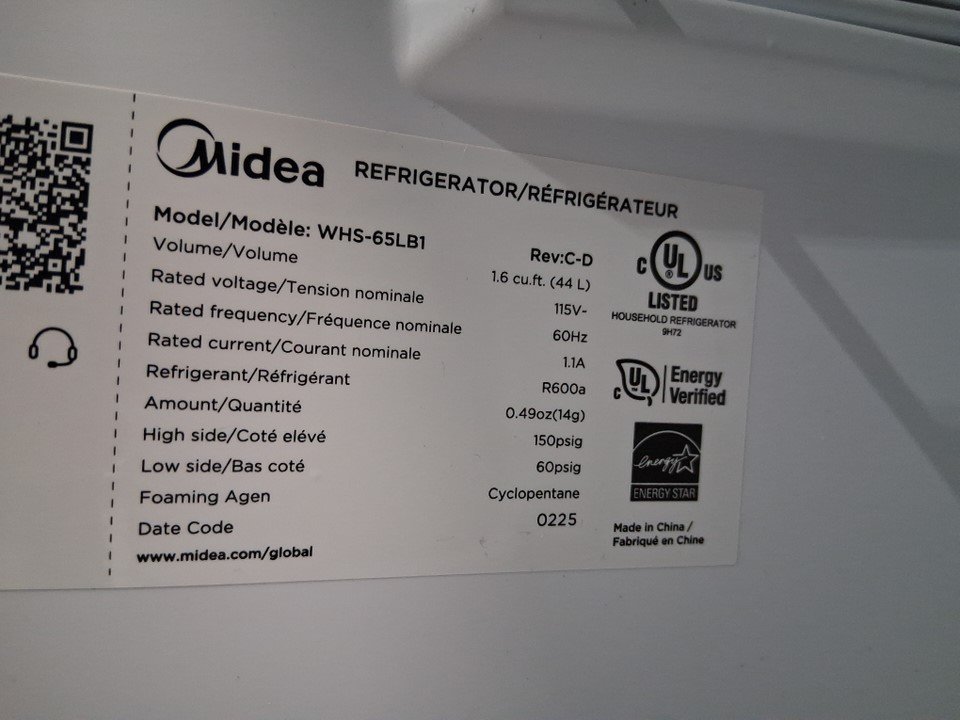 Midea REFRIGERATOR/RÉFRIGÉRATEUR
Model/Modèle: WHS-65LB1 Rev:C-D
Volume/Volume 1.6 cu.ft. (44 L)
Rated voltage/Tension nominale 115V~
Rated frequency/Fréquence nominale 60Hz
Rated current/Courant nominale 1.1A
Refrigerant/Réfrigérant R600a
Amount/Quantité 0.49oz(14g)
High side/Coté elévé 150psig
Low side/Bas coté 60psig
Foaming Agen Cyclopentane
Date Code 0225
www.midea.com/global
C UL ® US
LISTED
HOUSEHOLD REFRIGERATOR
9H72
C UL Energy
Verified
energy
ENERGY STAR
Made in China /
Fabriqué en Chine